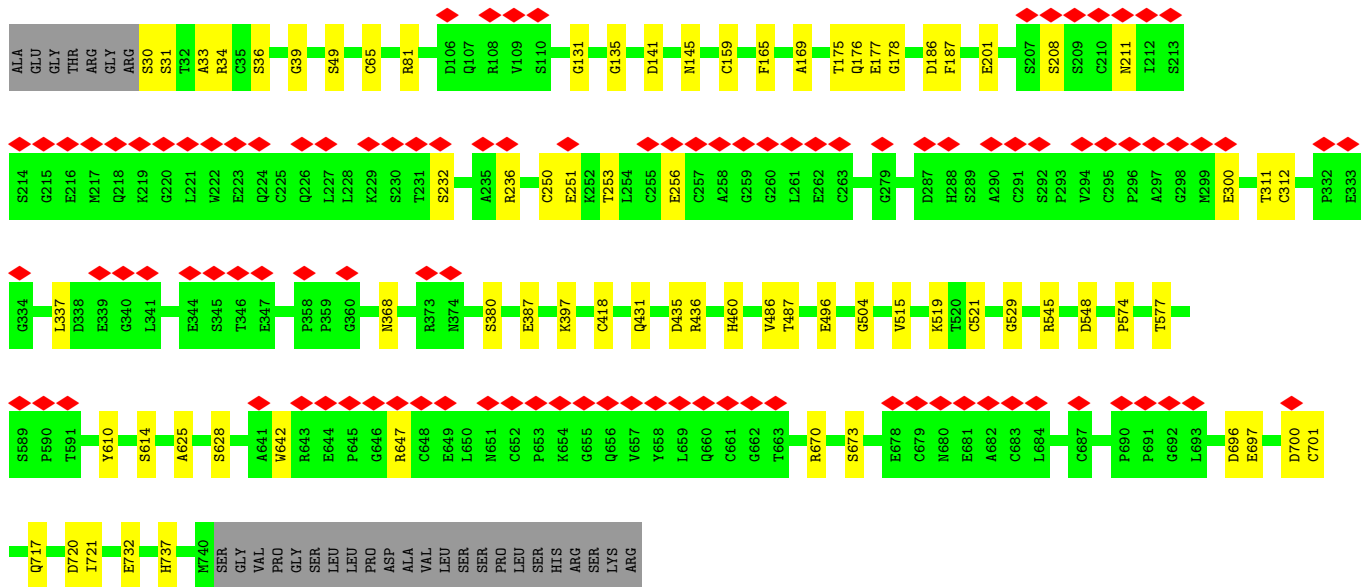 ALA GLU GLY THR ARG GLY ARG S30 S31 T32 A33 R34 C35 S36 G39 S49 C65 R81 D106 Q107 R108 V109 S110 G131 G135 D141 N145 C159 F165 A169 T175 Q176 E177 G178 D186 F187 E201 S207 S208 S209 C210 N211 I212 S213
S214 G215 E216 M217 Q218 K219 G220 L221 W222 E223 Q224 C225 Q226 L227 L228 K229 S230 T231 S232 A235 R236 C250 E251 K252 T253 L254 C255 E256 C257 A258 G259 G260 L261 E262 C263 G279 D287 H288 S289 A290 C291 S292 P293 V294 C295 P296 A297 G298 M299 E300 T311 C312 P332 E333
G334 L337 D338 E339 G340 L341 E344 S345 T346 E347 P358 P359 G360 N368 R373 N374 S380 E387 K397 C418 Q431 D435 R436 H460 V486 T487 E496 G504 V515 K519 T520 C521 G529 R545 D548 P574 T577
S589 P590 T591 Y610 S614 A625 S628 A641 W642 R643 E644 P645 G646 R647 C648 E649 L650 N651 C652 P653 K654 G655 Q656 V657 Y658 L659 Q660 C661 G662 T663 R670 S673 E678 C679 N680 E681 A682 C683 L684 C687 P690 P691 G692 L693 D696 E697 D700 C701
Q717 D720 I721 E732 H737 M740 SER GLY VAL PRO GLY SER LEU LEU PRO ASP ALA VAL LEU SER SER PRO LEU SER HIS ARG SER LYS ARG